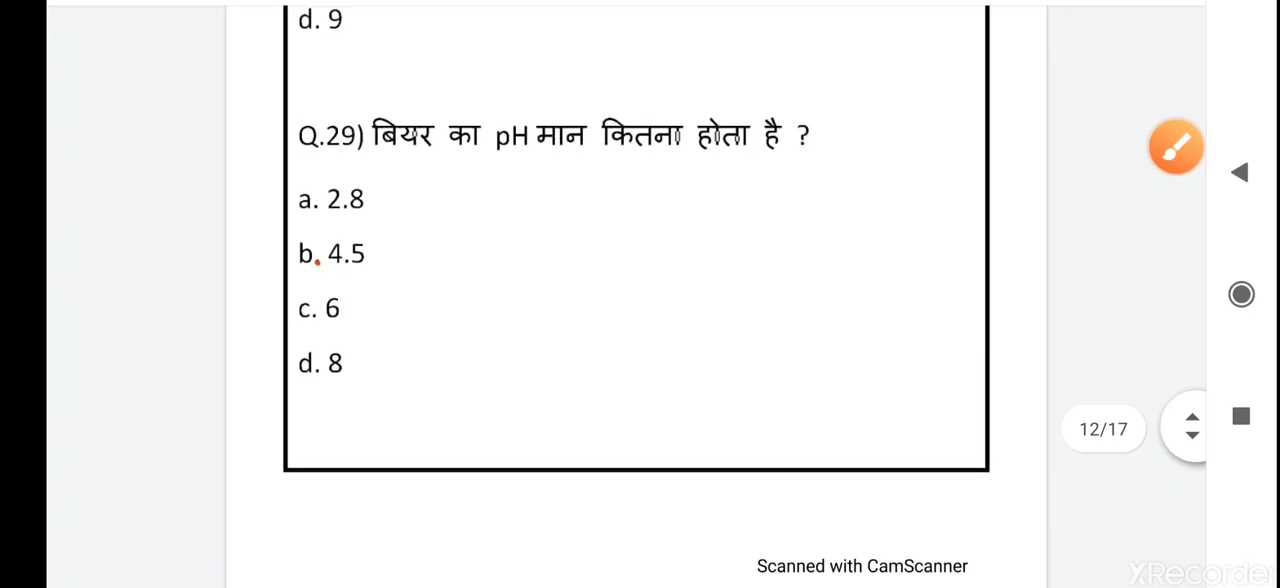 d. 9
Q.29) बियर का pH मान कितना होता है ?
a. 2.8
b. 4.5
c. 6
d. 8
12/17
Scanned with CamScanner
XRecorder